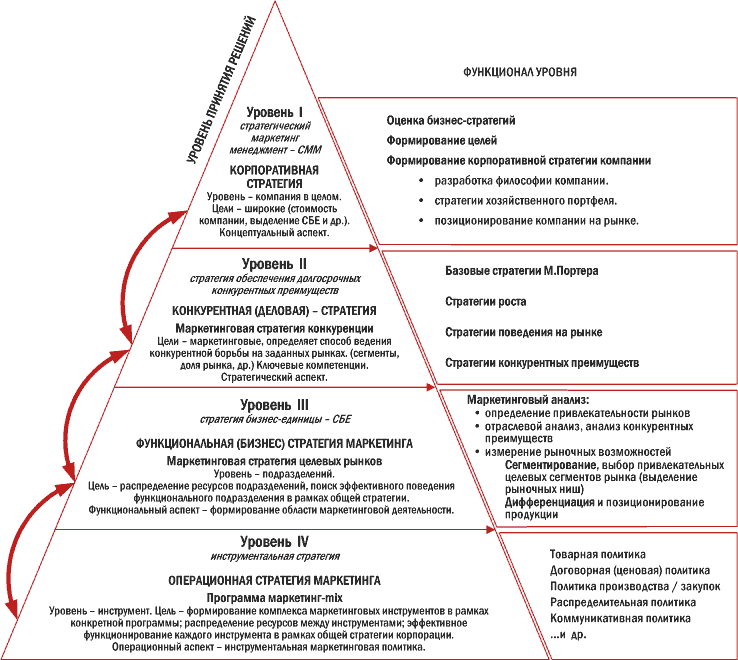 УРОВЕНЬ ПРИНЯТИЯ РЕШЕНИЙ
ФУНКЦИОНАЛ УРОВНЯ
Уровень I
стратегический
маркетинг
менеджмент – СММ
КОРПОРАТИВНАЯ
СТРАТЕГИЯ
Уровень – компания в целом.
Цели – широкие (стоимость
компании, выделение СБЕ и др.).
Концептуальный аспект.
Оценка бизнес-стратегий
Формирование целей
Формирование корпоративной стратегии компании
• разработка философии компании.
• стратегии хозяйственного портфеля.
• позиционирование компании на рынке.
Уровень II
стратегия обеспечения долгосрочных
конкурентных преимуществ
КОНКУРЕНТНАЯ (ДЕЛОВАЯ) – СТРАТЕГИЯ
Маркетинговая стратегия конкуренции
Цели – маркетинговые, определяет способ ведения
конкурентной борьбы на заданных рынках. (сегменты,
доля рынка, др.) Ключевые компетенции.
Стратегический аспект.
Базовые стратегии М.Портера
Стратегии роста
Стратегии поведения на рынке
Стратегии конкурентных преимуществ
Уровень III
стратегия бизнес-единицы – СБЕ
ФУНКЦИОНАЛЬНАЯ (БИЗНЕС) СТРАТЕГИЯ МАРКЕТИНГА
Маркетинговая стратегия целевых рынков
Уровень – подразделений.
Цель – распределение ресурсов подразделений, поиск эффективного поведения
функционального подразделения в рамках общей стратегии.
Функциональный аспект – формирование области маркетинговой деятельности.
Маркетинговый анализ:
• определение привлекательности рынков
• отраслевой анализ, анализ конкурентных
преимуществ
• измерение рыночных возможностей
Сегментирование, выбор привлекательных
целевых сегментов рынка (выделение
рыночных ниш)
Дифференциация и позиционирование
продукции
Уровень IV
инструментальная стратегия
ОПЕРАЦИОННАЯ СТРАТЕГИЯ МАРКЕТИНГА
Программа маркетинг-mix
Уровень – инструмент. Цель – формирование комплекса маркетинговых инструментов в рамках
конкретной программы; распределение ресурсов между инструментами; эффективное
функционирование каждого инструмента в рамках общей стратегии корпорации.
Операционный аспект – инструментальная маркетинговая политика.
Товарная политика
Договорная (ценовая) политика
Политика производства / закупок
Распределительная политика
Коммуникативная политика
...и др.